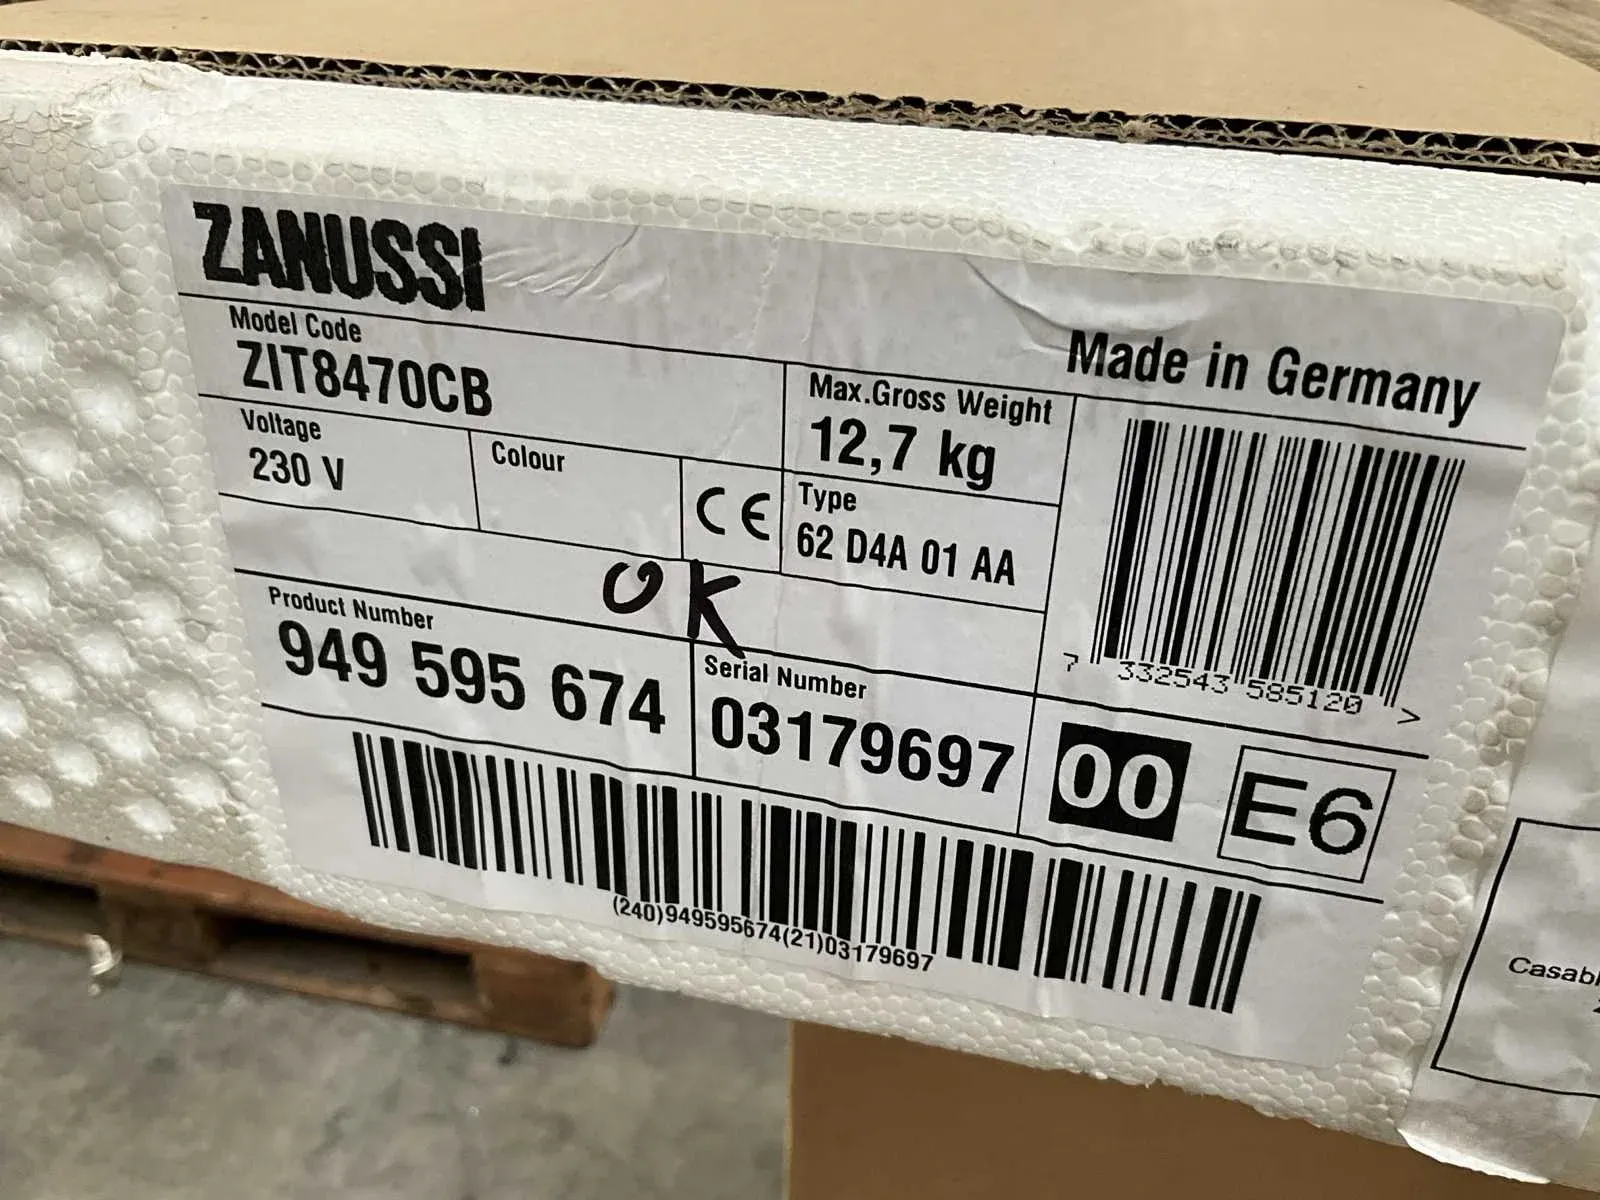 ZANUSSI
Made in Germany
Model Code
ZIT8470CB
Max.Gross Weight
12,7 kg
Voltage
230 V
Colour
CE
Type
62 D4A 01 AA
OK
Product Number
949 595 674
Serial Number
03179697
7 332543 585120 >
00 E6
(240)949595674(21)03179697